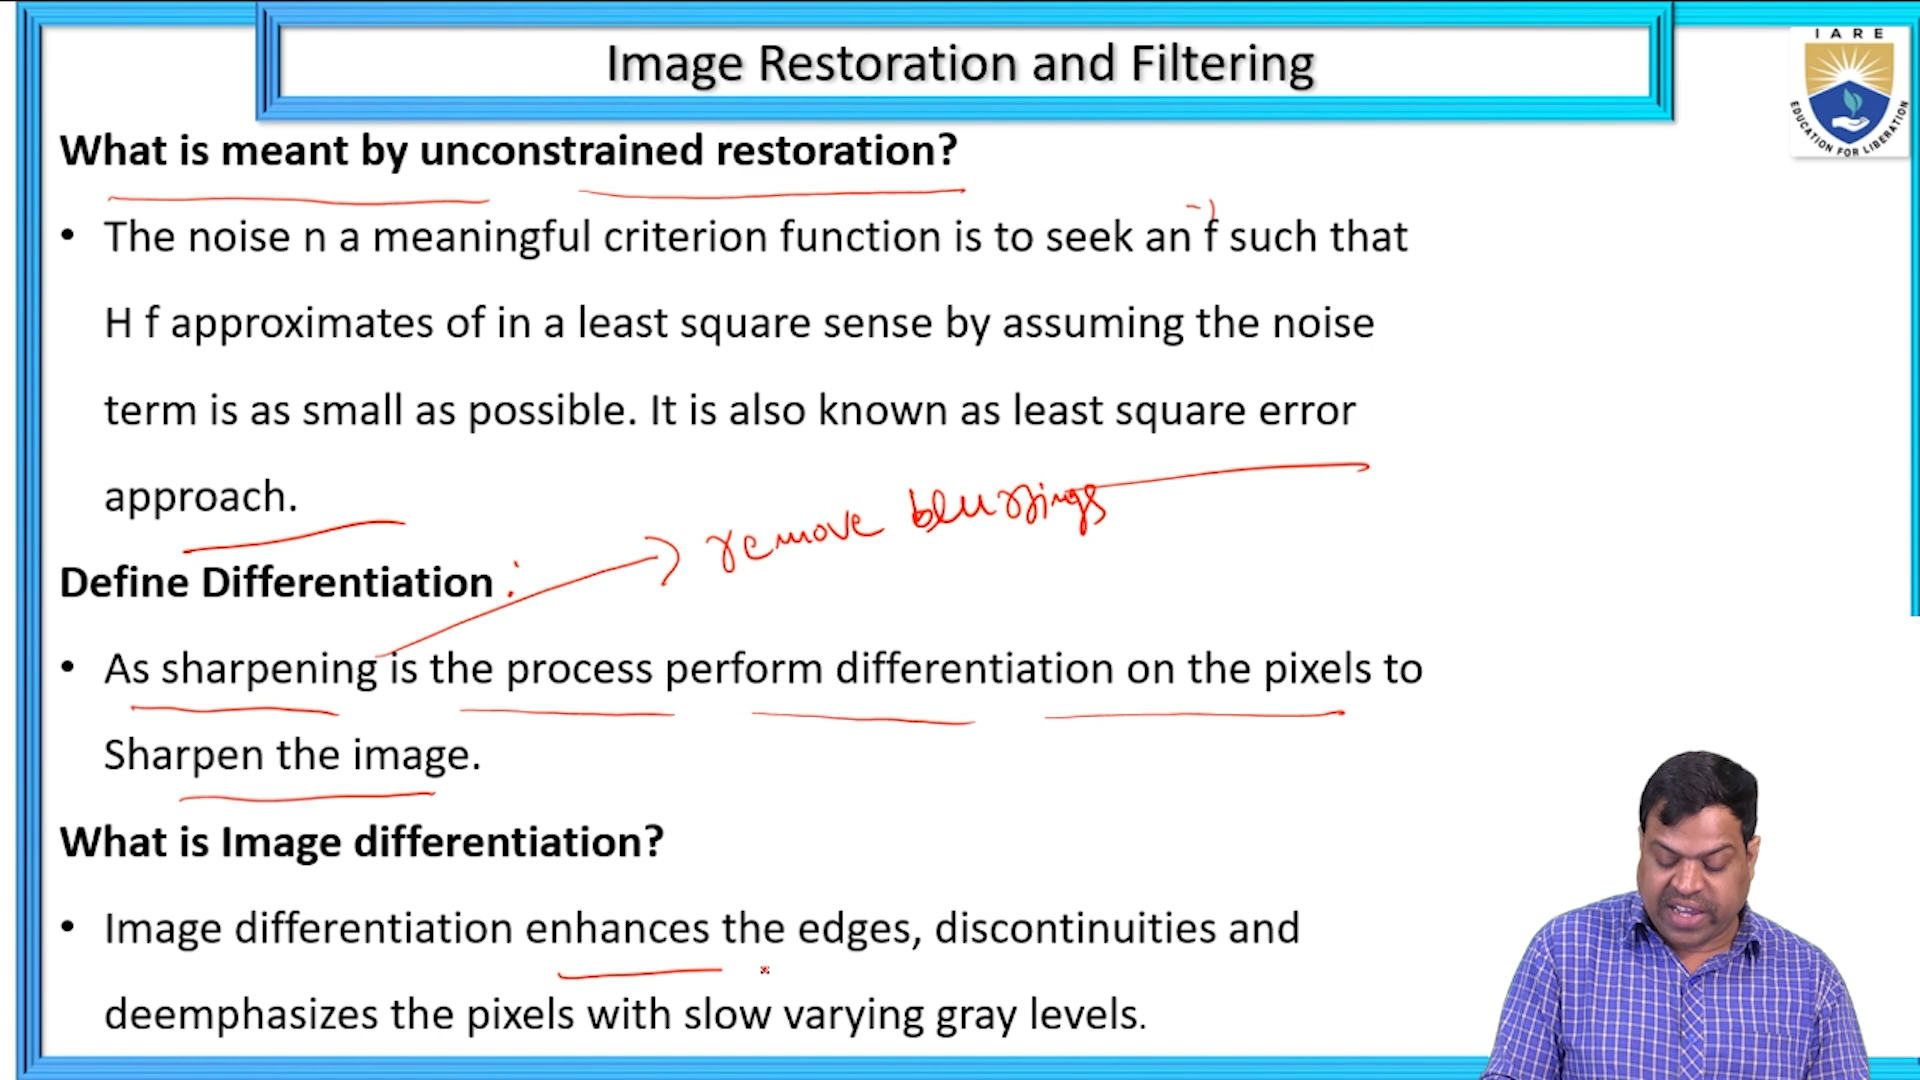 Image Restoration and Filtering
IARE
EDUCATION FOR LIBERATION
What is meant by unconstrained restoration?
• The noise n a meaningful criterion function is to seek an f such that
H f approximates of in a least square sense by assuming the noise
term is as small as possible. It is also known as least square error
approach.
remove blurrings
Define Differentiation :
• As sharpening is the process perform differentiation on the pixels to
Sharpen the image.
What is Image differentiation?
• Image differentiation enhances the edges, discontinuities and
deemphasizes the pixels with slow varying gray levels.